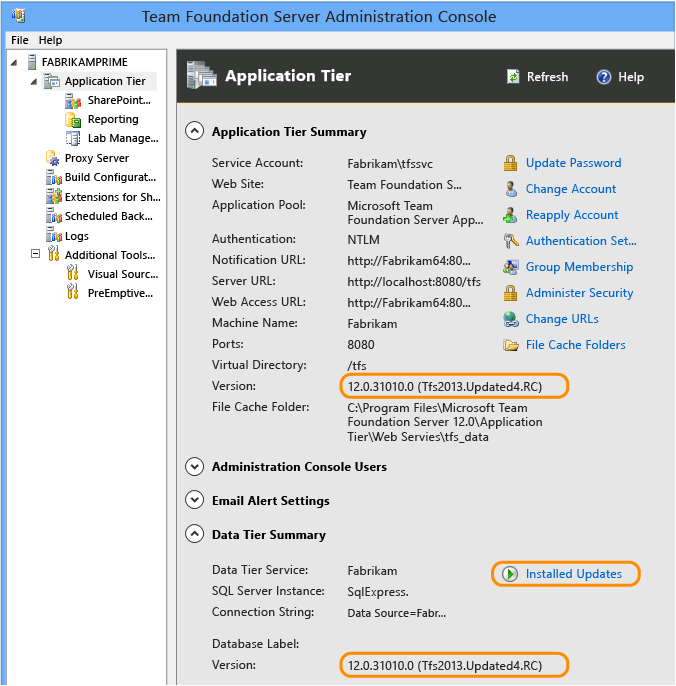 Team Foundation Server Administration Console
File Help
FABRIKAMPRIME
Application Tier
SharePoint...
Reporting
Lab Manage...
Proxy Server
Build Configurat...
Extensions for Sh...
Scheduled Back...
Logs
Additional Tools...
Visual Sourc...
PreEmptive...
Application Tier
Refresh
Help
Application Tier Summary
Service Account: Fabrikam\tfssvc
Web Site: Team Foundation S...
Application Pool: Microsoft Team
Foundation Server App...
Authentication: NTLM
Notification URL: http://Fabrikam64:80...
Server URL: http://localhost:8080/tfs
Web Access URL: http://Fabrikam64:80...
Machine Name: Fabrikam
Ports: 8080
Virtual Directory: /tfs
Version: 12.0.31010.0 (Tfs2013.Updated4.RC)
File Cache Folder: C:\Program Files\Microsoft Team
Foundation Server 12.0\Application
Tier\Web Servies\tfs_data
Update Password
Change Account
Reapply Account
Authentication Set...
Group Membership
Administer Security
Change URLs
File Cache Folders
Administration Console Users
Email Alert Settings
Data Tier Summary
Data Tier Service: Fabrikam
SQL Server Instance: SqlExpress.
Connection String: Data Source=Fabr...
Installed Updates
Database Label:
Version: 12.0.31010.0 (Tfs2013.Updated4.RC)